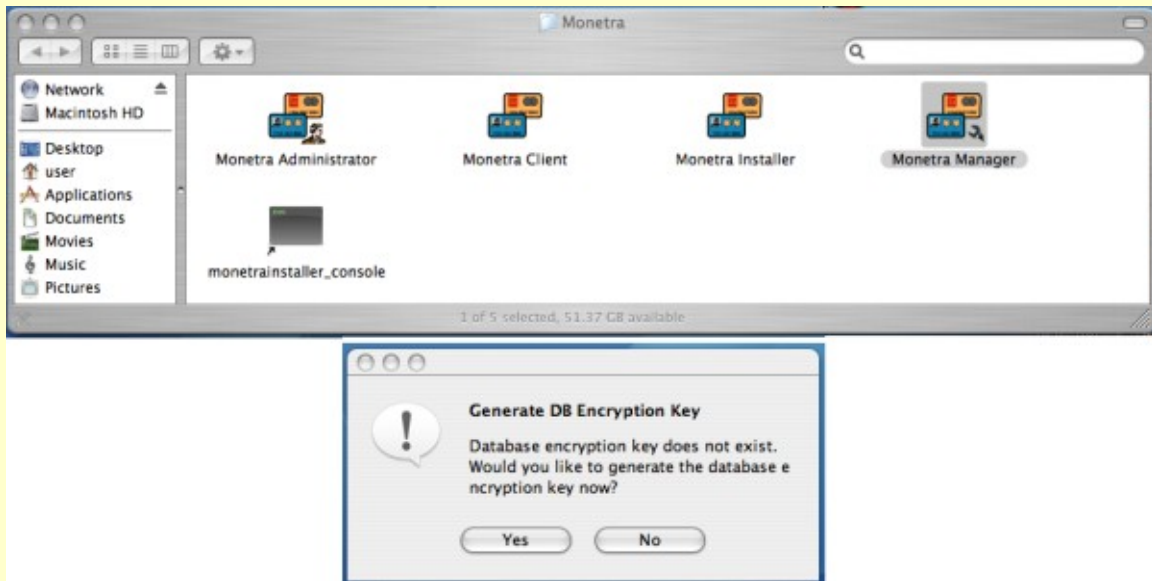 Monetra
Network
Macintosh HD
Desktop
user
Applications
Documents
Movies
Music
Pictures
Monetra Administrator
Monetra Client
Monetra Installer
Monetra Manager
monetrainstaller_console
1 of 5 selected, 51.37 GB available
Generate DB Encryption Key
Database encryption key does not exist.
Would you like to generate the database e
ncryption key now?
Yes
No